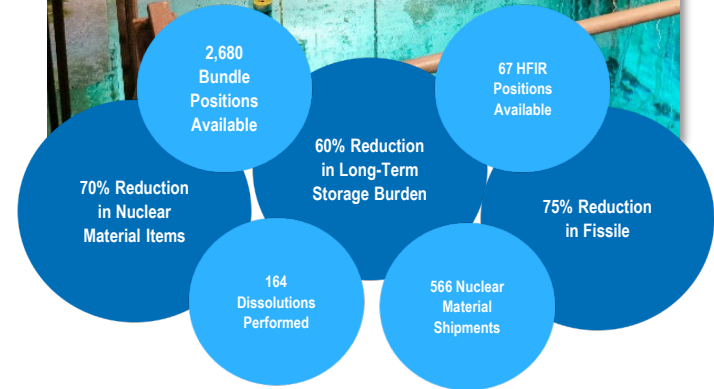 2,680
Bundle
Positions
Available
67 HFIR
Positions
Available
60% Reduction
in Long-Term
Storage Burden
70% Reduction
in Nuclear
Material Items
75% Reduction
in Fissile
164
Dissolutions
Performed
566 Nuclear
Material
Shipments